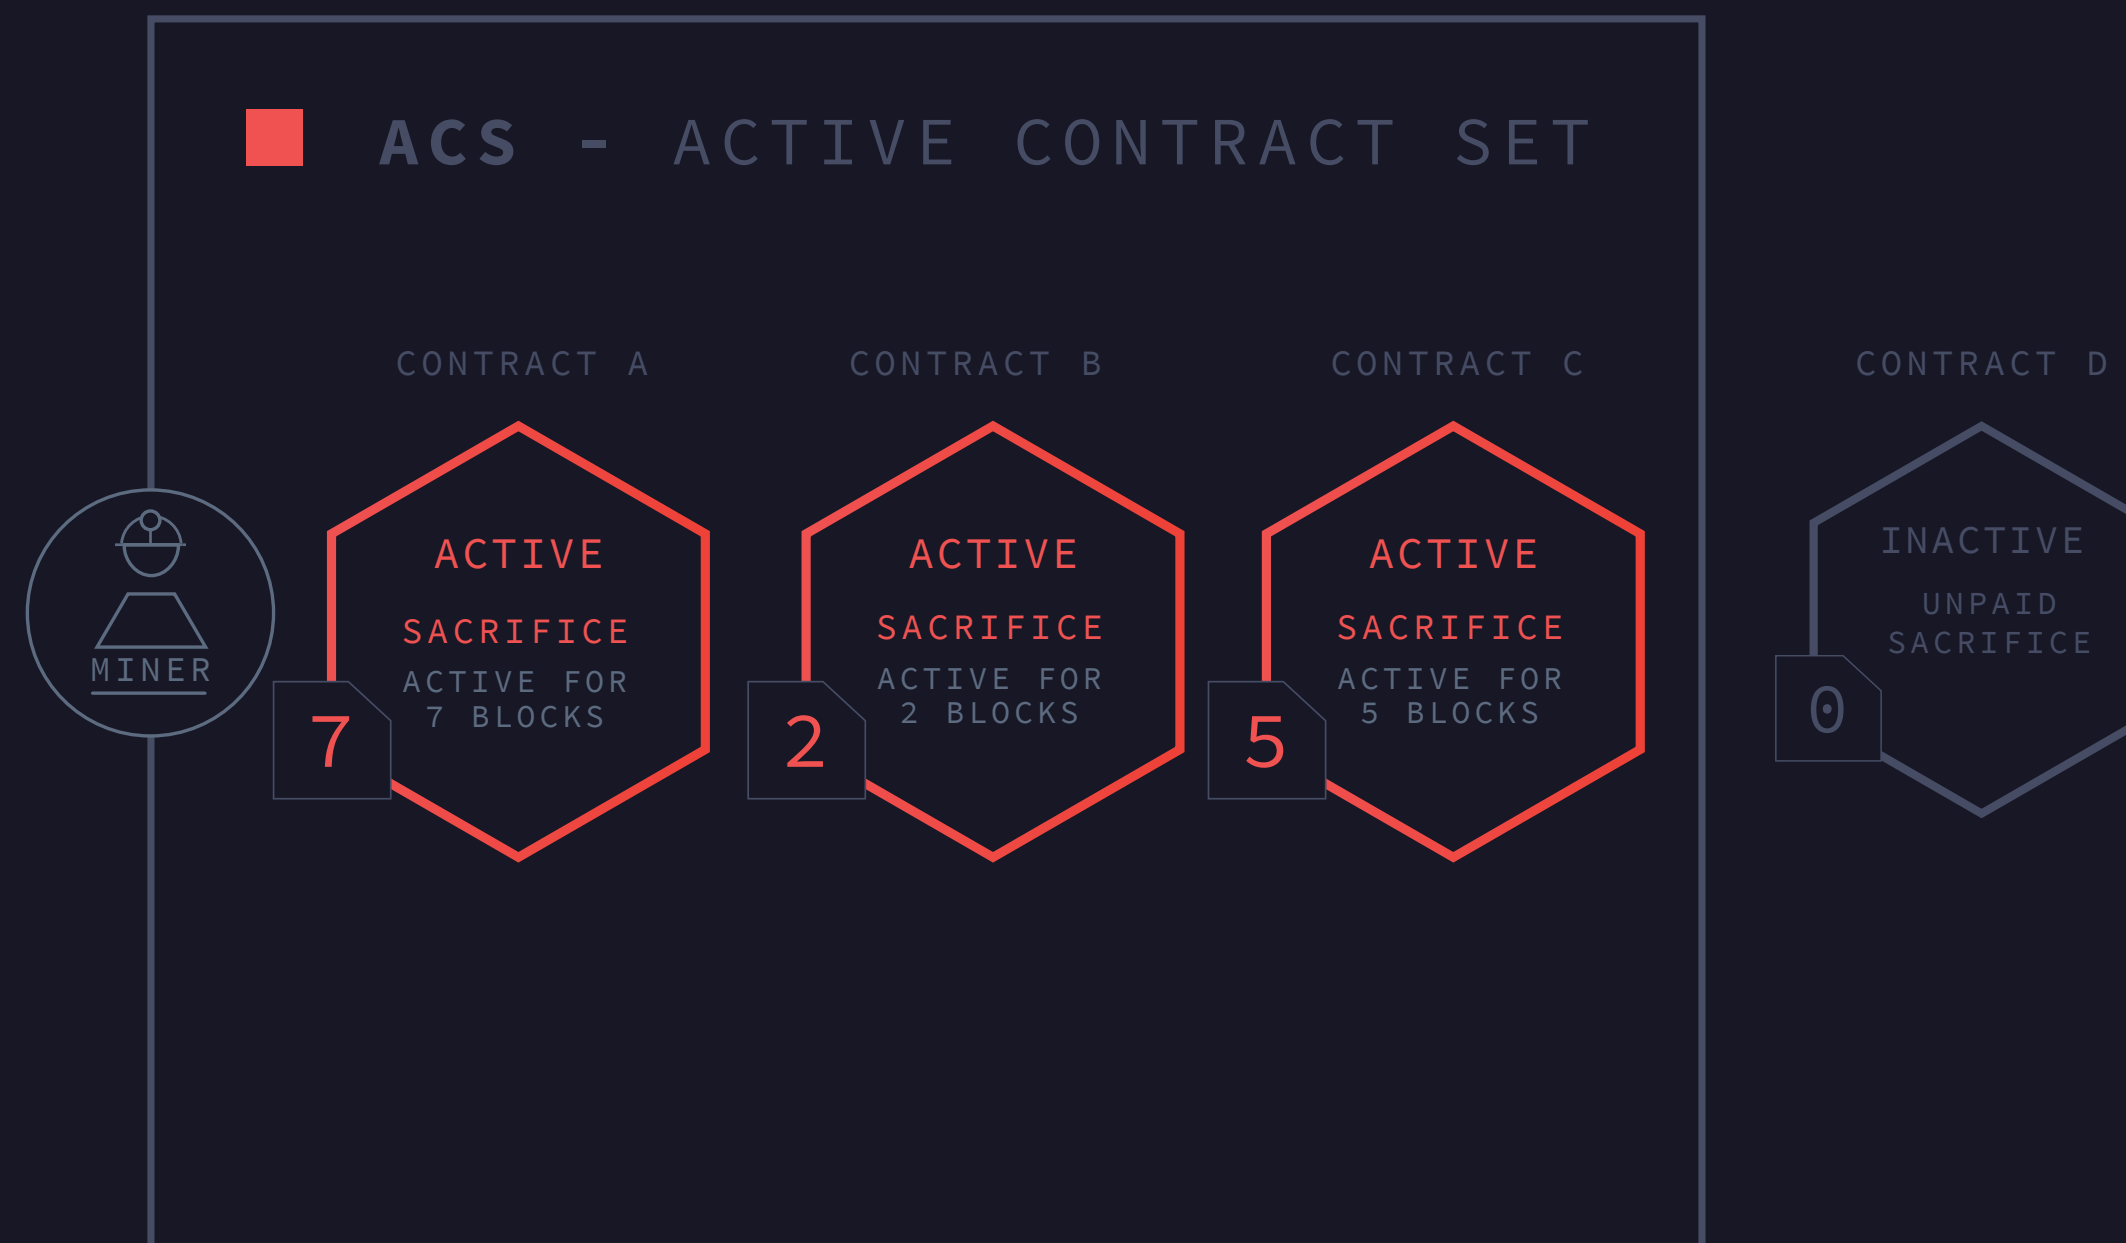 ACS - ACTIVE CONTRACT SET
CONTRACT A
CONTRACT B
CONTRACT C
CONTRACT D
MINER
ACTIVE
SACRIFICE
ACTIVE FOR
7 BLOCKS
7
ACTIVE
SACRIFICE
ACTIVE FOR
2 BLOCKS
2
ACTIVE
SACRIFICE
ACTIVE FOR
5 BLOCKS
5
INACTIVE
UNPAID
SACRIFICE
0